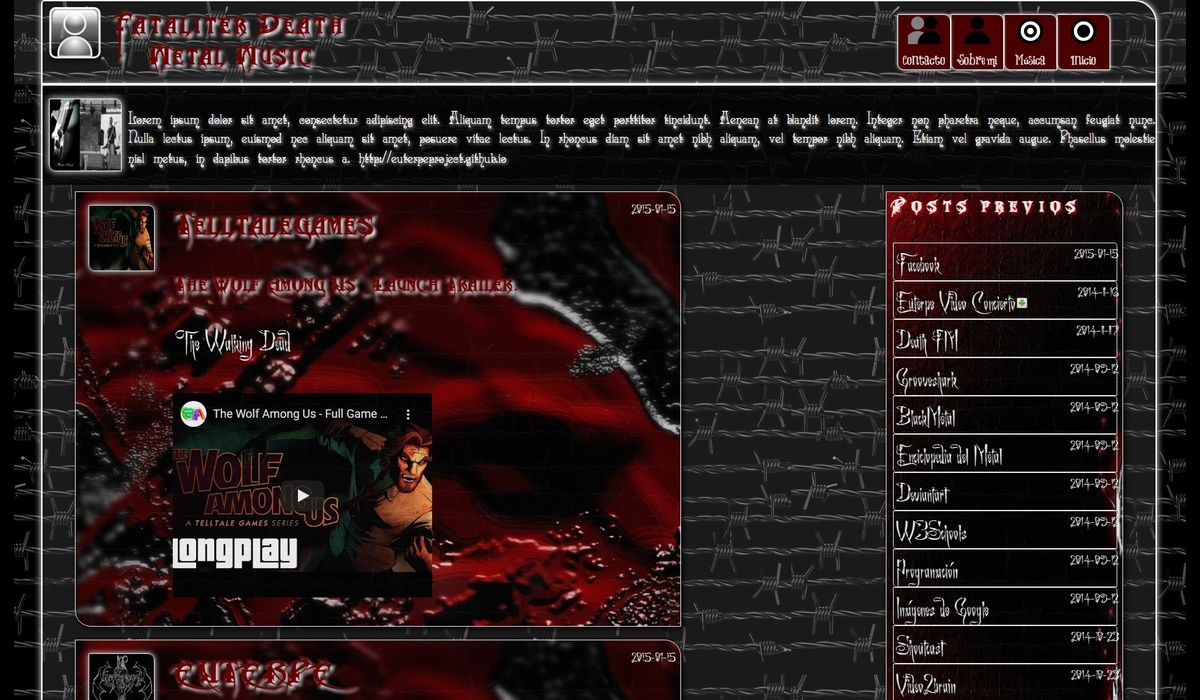 Fataliter Death
Metal Music
Contacto
Sobre mi
Música
Inicio
Lorem ipsum dolor sit amet, consectetur adipiscing elit. Aliquam tempus tortor eget porttitor tincidunt. Aenean at blandit lorem. Integer non pharetra neque, accumsan feugiat nunc.
Nulla lectus ipsum, euismod nec aliquam sit amet, posuere vitae lectus. In rhoncus diam sit amet nibh aliquam, vel tempor nibh aliquam. Etiam vel gravida augue. Phasellus molestie
nisl metus, in dapibus tortor rhoncus a. http://euterpeproject.github.io
TelltaleGames
2015-01-15
The Wolf Among Us Launch Trailer
The Walking Dead
The Wolf Among Us - Full Game ...
THE
WOLF
AMONG US
A TELLTALE GAMES SERIES
LONGPLAY
EUTERPE
2015-01-15
Posts previos
Facebook
2015-01-15
Euterpe Video Concierto
Death FM
Grooveshark
2014-09-12
BlackMetal
2014-09-12
Enciclopedia del Metal
2014-09-12
Deviantart
2014-09-12
W3Schools
2014-09-12
Programación
2014-09-12
Imágenes de Google
2014-09-12
Shoutcast
2014-10-23
Video2brain
2014-10-23